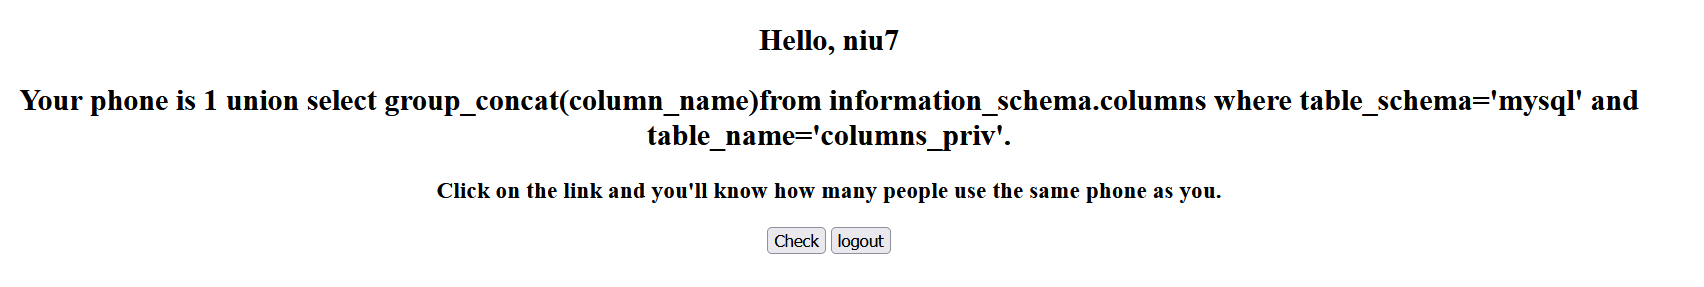 Hello, niu7
Your phone is 1 union select group_concat(column_name)from information_schema.columns where table_schema='mysql' and
table_name='columns_priv'.
Click on the link and you'll know how many people use the same phone as you.
Check logout